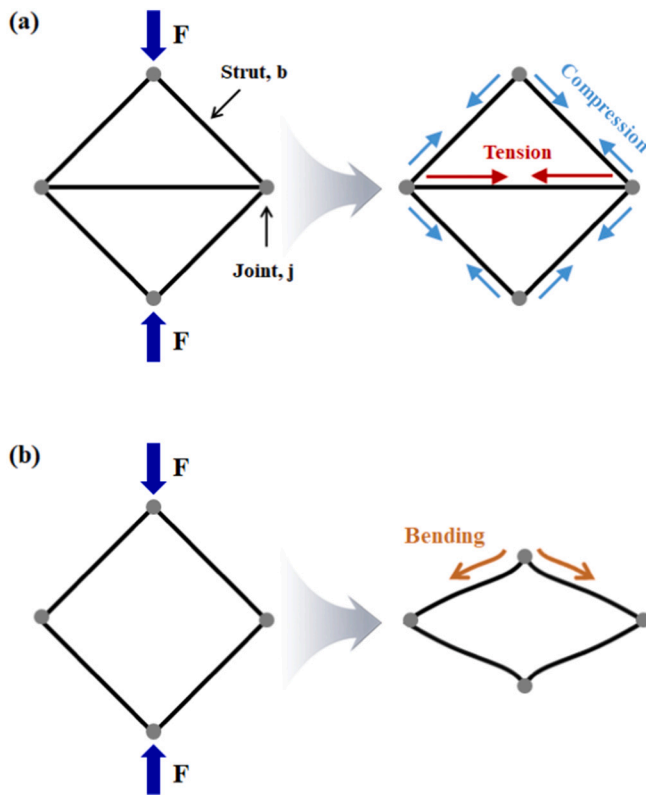 (a)
F
Strut, b
Joint, j
F
Compression
Tension
(b)
F
F
Bending